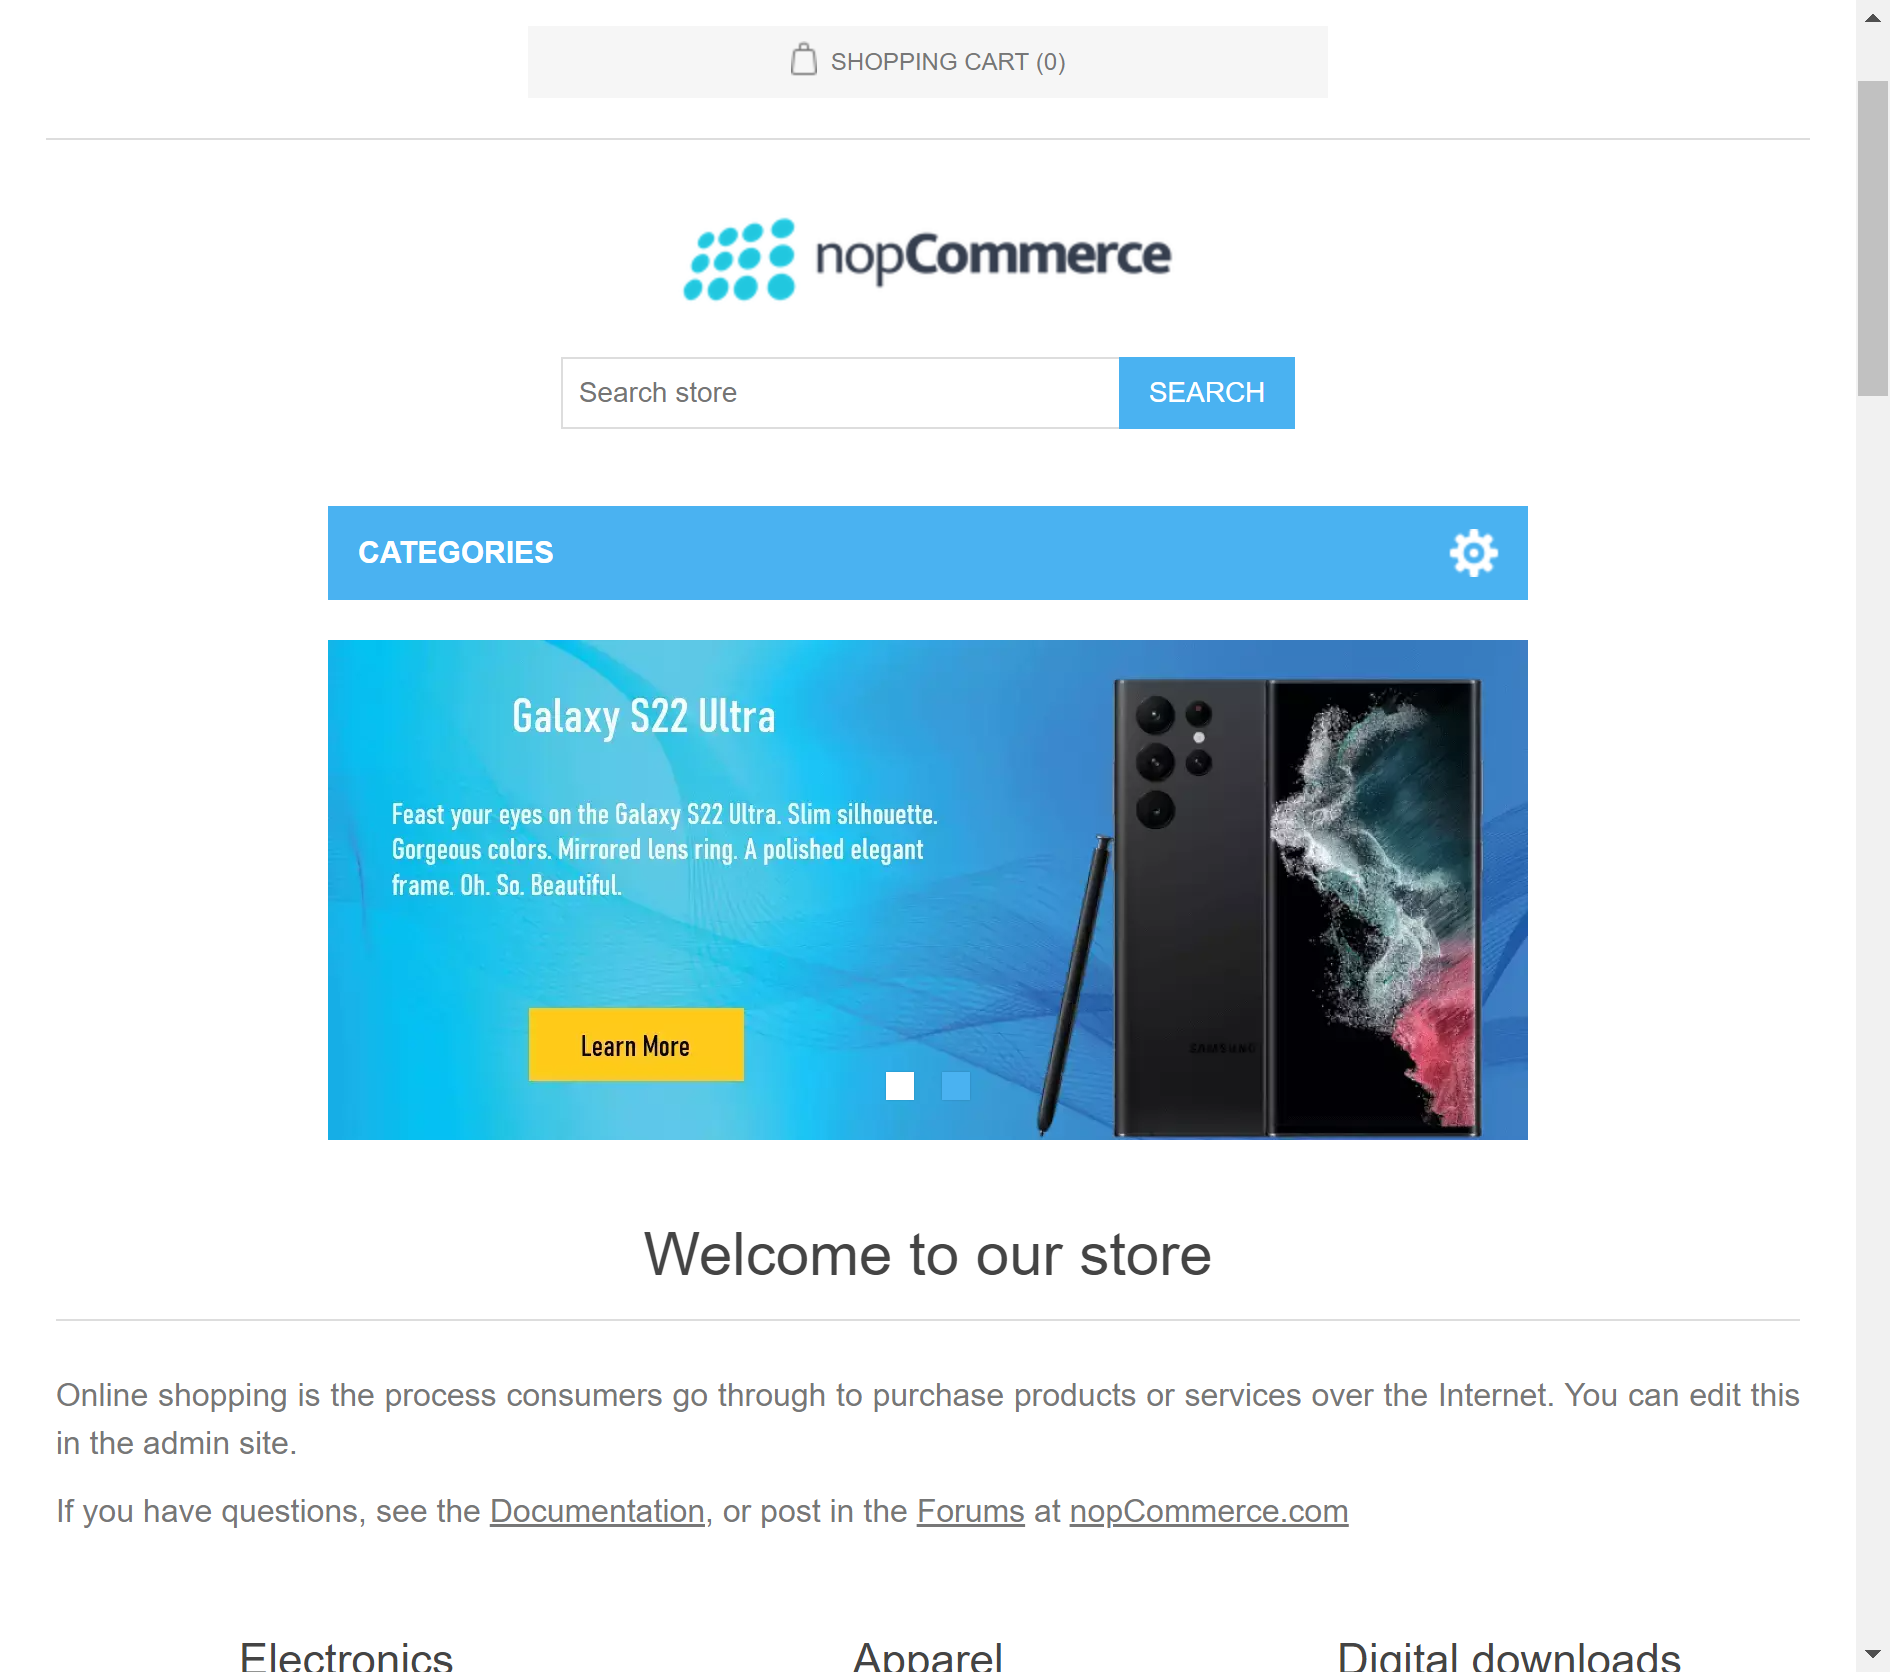 SHOPPING CART (0)
nopCommerce
Search store
SEARCH
CATEGORIES
Galaxy S22 Ultra
Feast your eyes on the Galaxy S22 Ultra. Slim silhouette.
Gorgeous colors. Mirrored lens ring. A polished elegant
frame. Oh. So. Beautiful.
Learn More
SAMSUNG
Welcome to our store
Online shopping is the process consumers go through to purchase products or services over the Internet. You can edit this
in the admin site.
If you have questions, see the Documentation, or post in the Forums at nopCommerce.com
Electronics
Apparel
Digital downloads